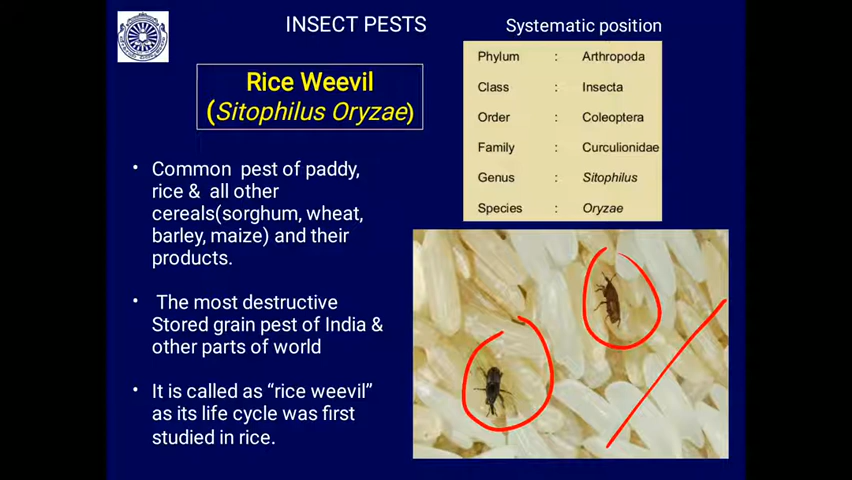 INSECT PESTS
Systematic position
Rice Weevil
(Sitophilus Oryzae)
Phylum : Arthropoda
Class : Insecta
Order : Coleoptera
Family : Curculionidae
Genus : Sitophilus
Species : Oryzae
• Common pest of paddy,
rice & all other
cereals(sorghum, wheat,
barley, maize) and their
products.
• The most destructive
Stored grain pest of India &
other parts of world
• It is called as “rice weevil”
as its life cycle was first
studied in rice.